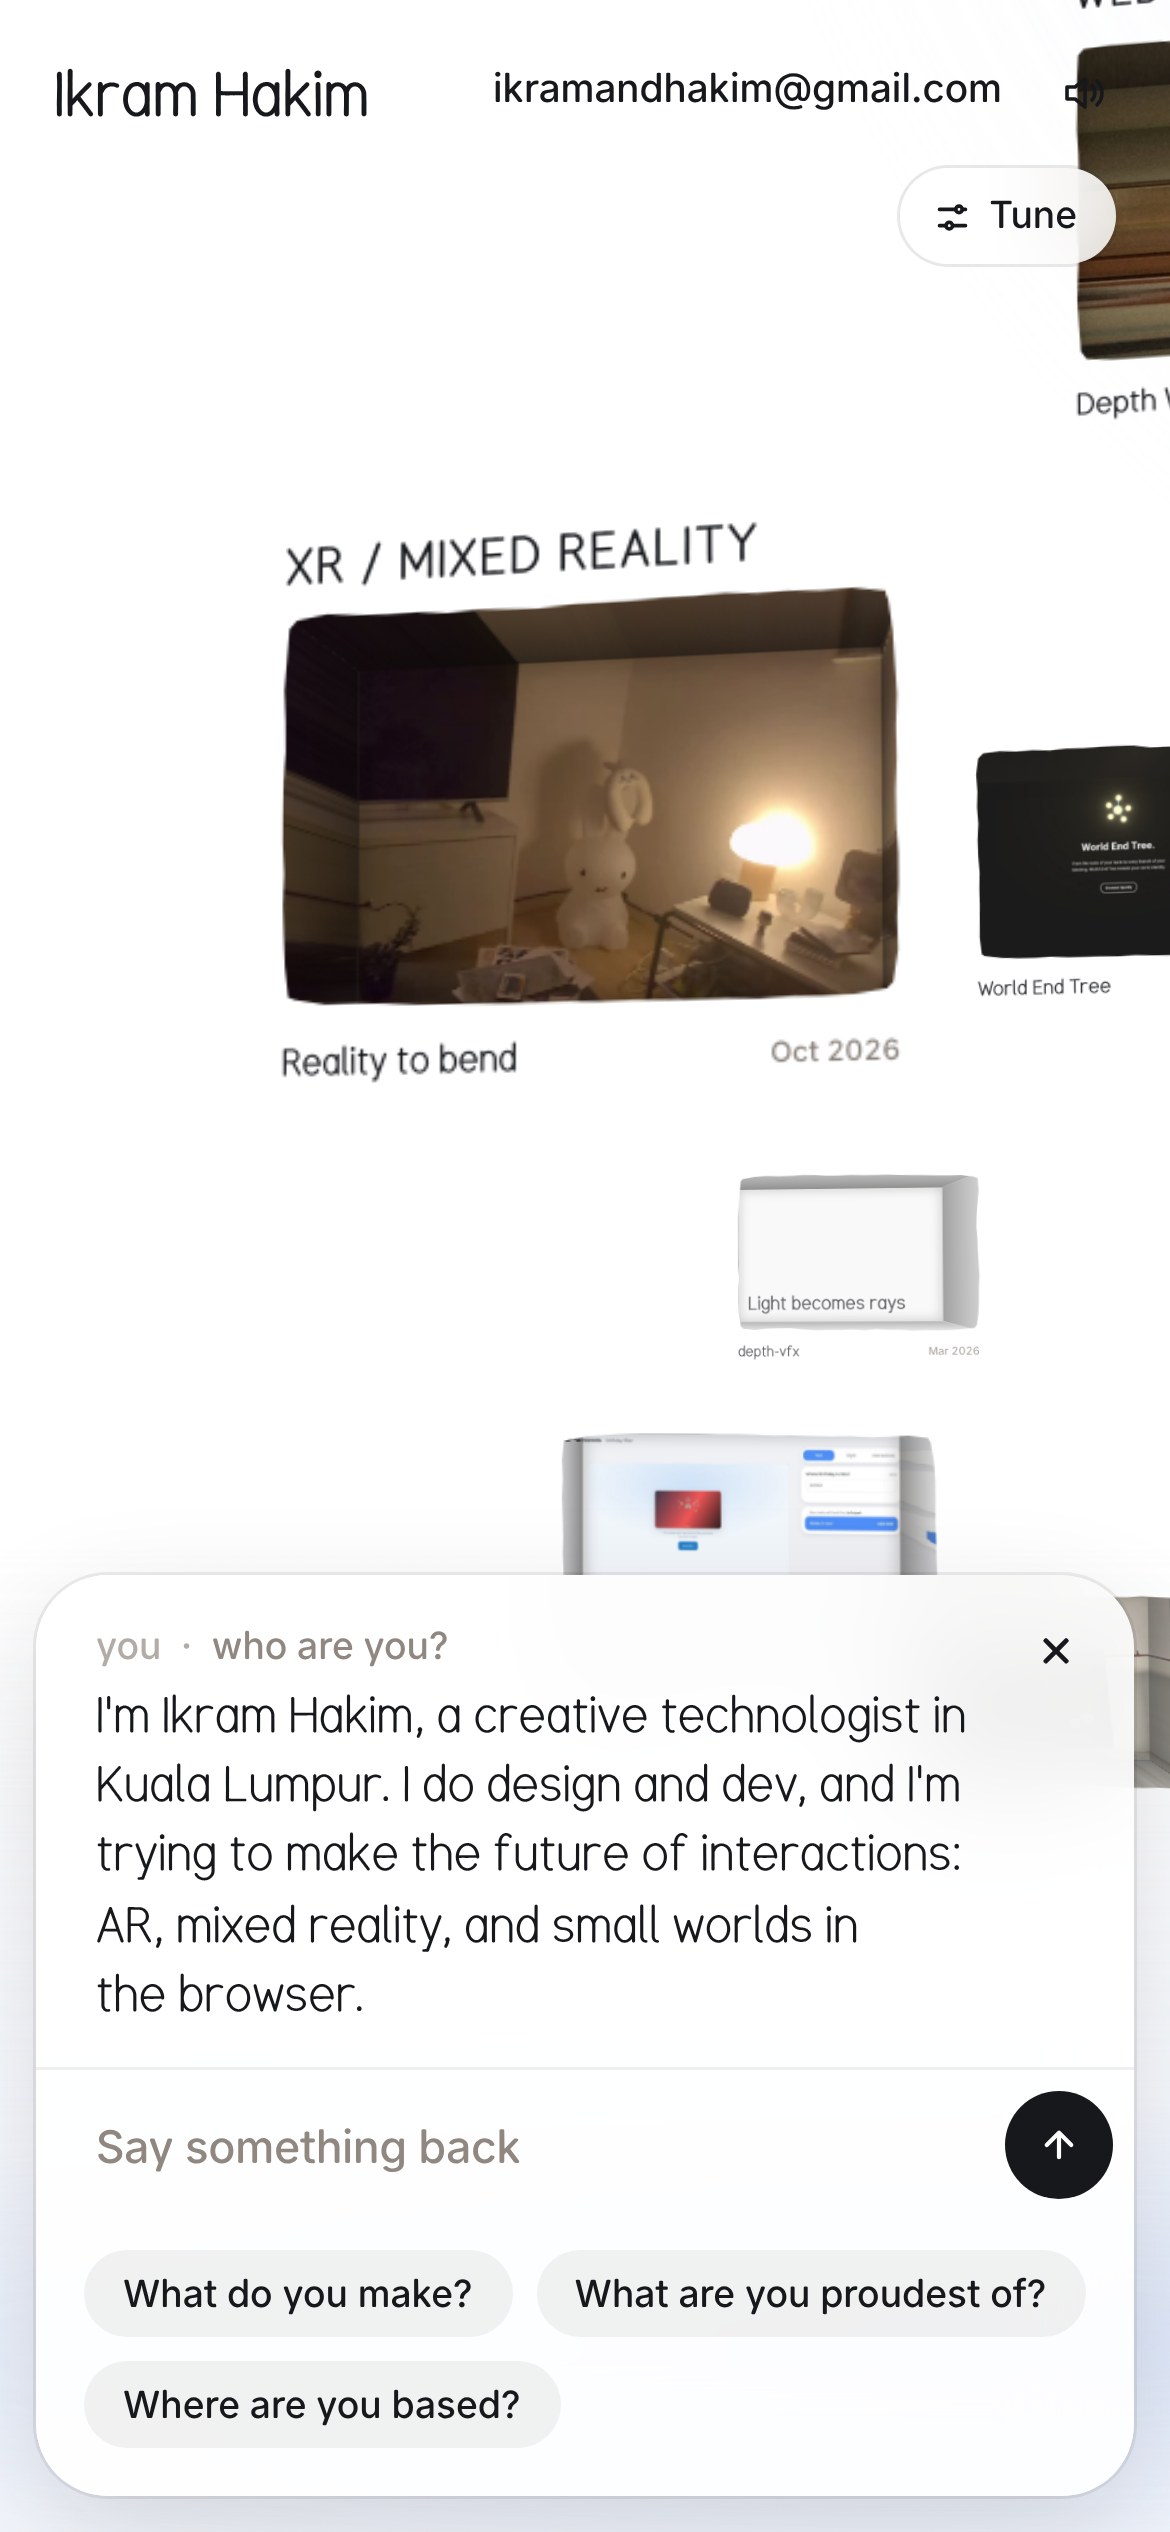 Ikram Hakim
ikramandhakim@gmail.com
Tune
Depth
XR / MIXED REALITY
World End Tree.
Reality to bend
Oct 2026
World End Tree
Light becomes rays
depth-vfx
Mar 2026
you · who are you?
I'm Ikram Hakim, a creative technologist in
Kuala Lumpur. I do design and dev, and I'm
trying to make the future of interactions:
AR, mixed reality, and small worlds in
the browser.
Say something back
What do you make?
What are you proudest of?
Where are you based?